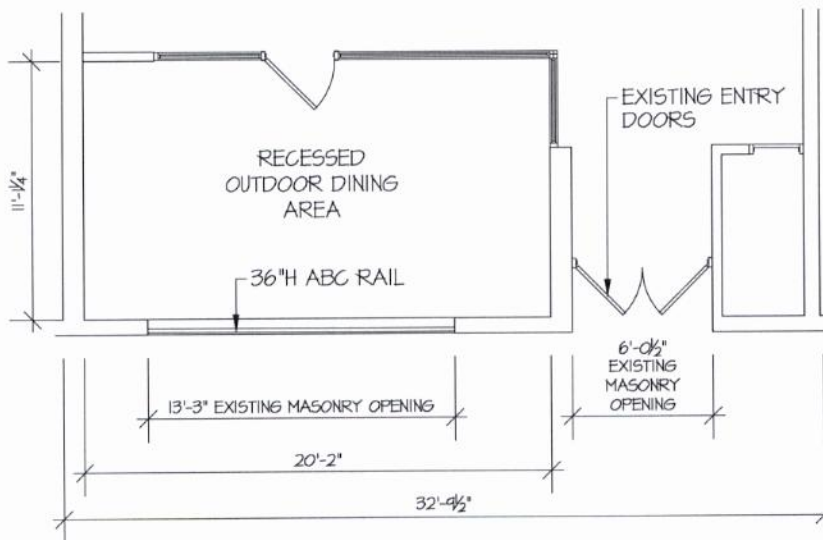 EXISTING ENTRY
DOORS
RECESSED
OUTDOOR DINING
AREA
11'-1¼"
36"H ABC RAIL
6'-0½"
EXISTING
MASONRY
OPENING
13'-3" EXISTING MASONRY OPENING
20'-2"
32'-9½"